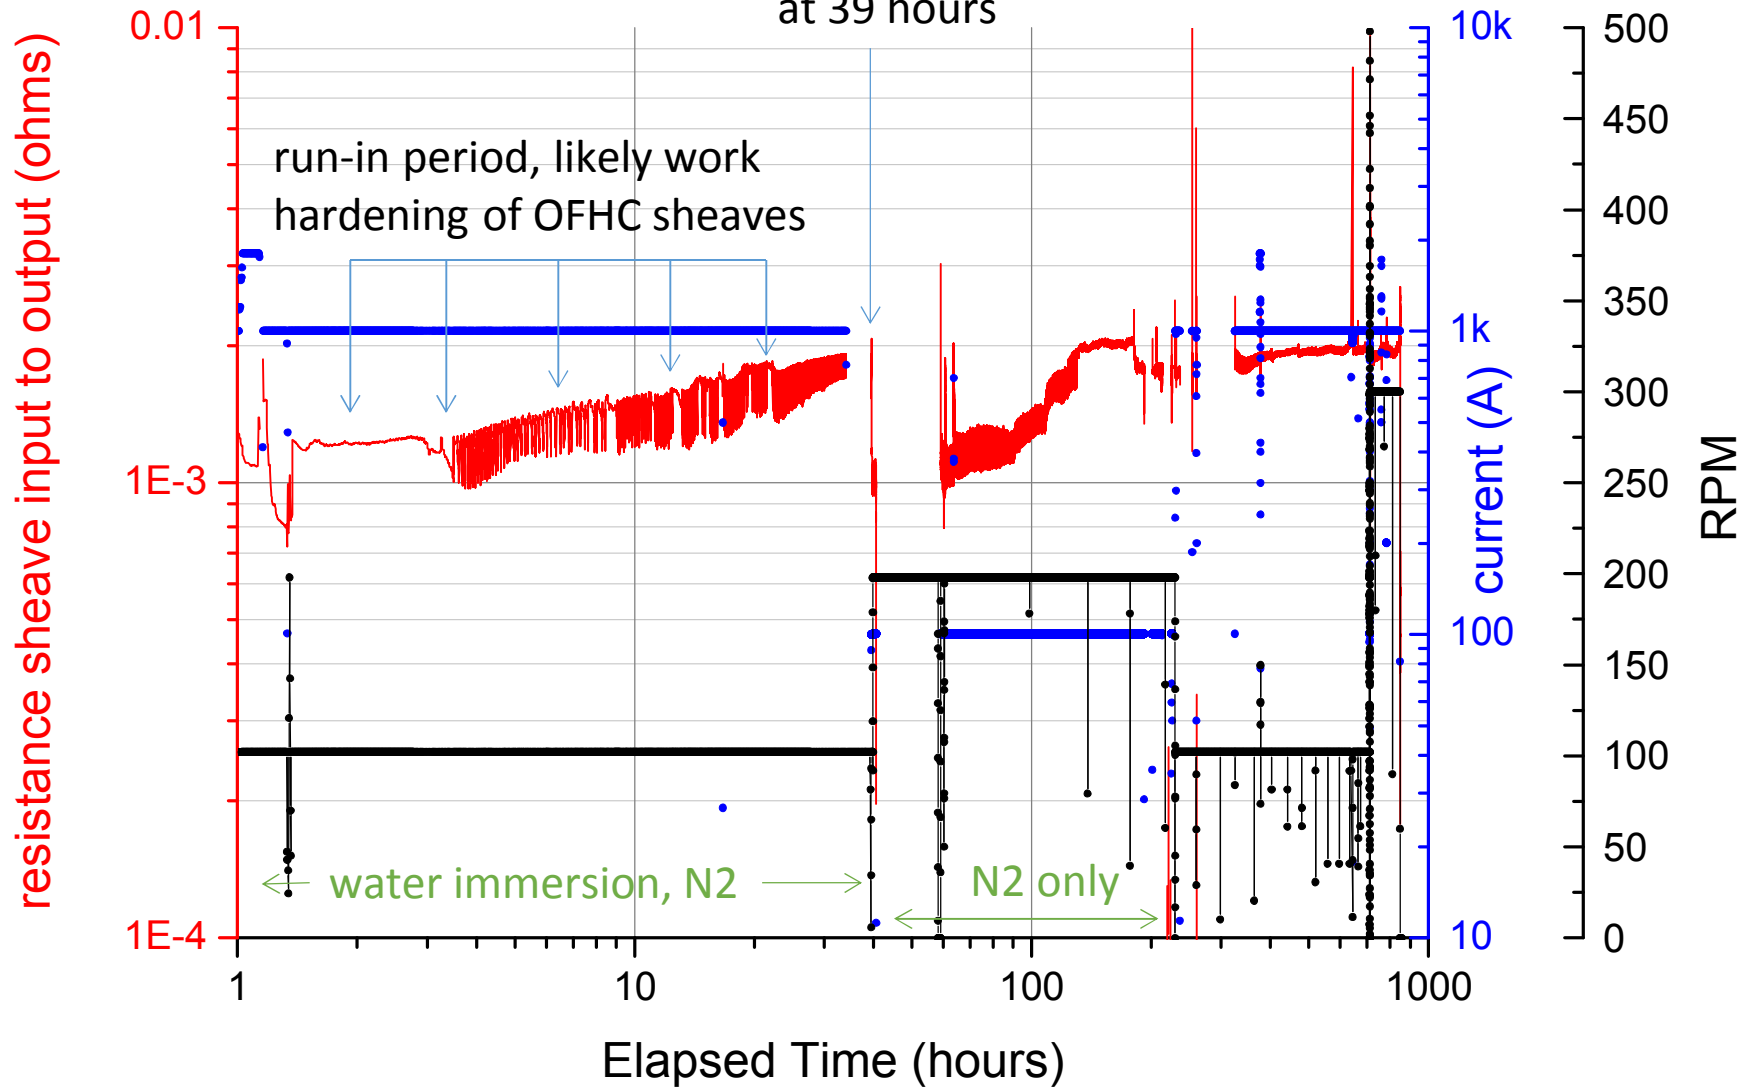 at 39 hours
0.01
10k
500
450
run-in period, likely work
hardening of OFHC sheaves
400
350
1k
300
1E-3
250
200
100
150
100
water immersion, N2
N2 only
50
1E-4
10
0
1
10
100
1000
Elapsed Time (hours)
resistance sheave input to output (ohms)
current (A)
RPM